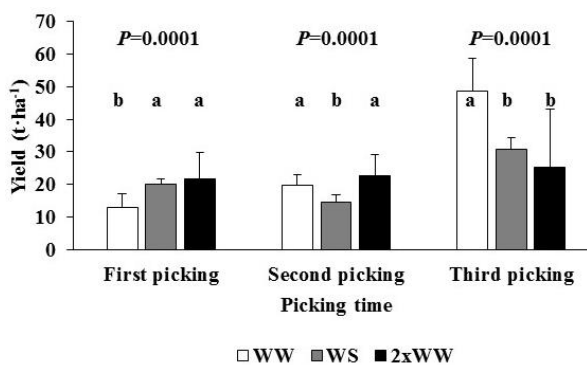 70
60
50
40
30
20
10
0
Yield (t·ha⁻¹)
P=0.0001 P=0.0001 P=0.0001
b a a a b a a b b
First picking Second picking Third picking
Picking time
WW WS 2xWW